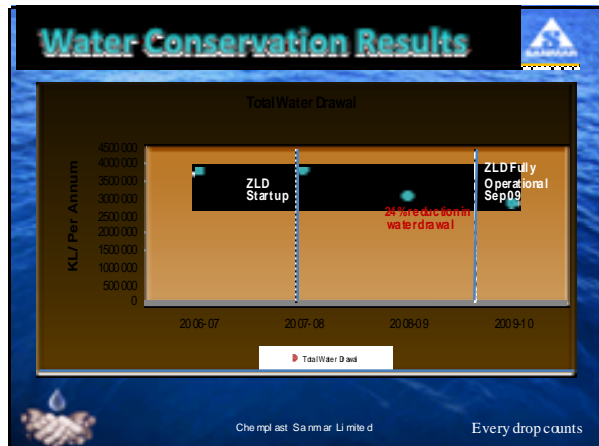 Water Conservation Results
SANMAR
Total Water Drawal
KL/ Per Annum
4500000
4000000
3500000
3000000
2500000
2000000
1500000
1000000
500000
0
ZLD
Startup
ZLD Fully
Operational
Sep09
24% reduction in
water drawal
2006-07
2007-08
2008-09
2009-10
Total Water Drawal
Chemplast Sanmar Limited
Every drop counts